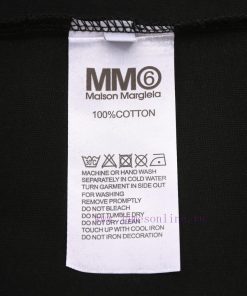 MM⑥
Maison Margiela
100%COTTON
MACHINE OR HAND WASH
SEPARATELY IN COLD WATER
TURN GARMENT IN SIDE OUT
FOR WASHING
REMOVE PROMPTLY
DO NOT BLEACH
DO NOT TUMBLE DRY
DO NOT DRY CLEAN
TOUCH UP WITH COOL IRON
DO NOT IRON DECORATION